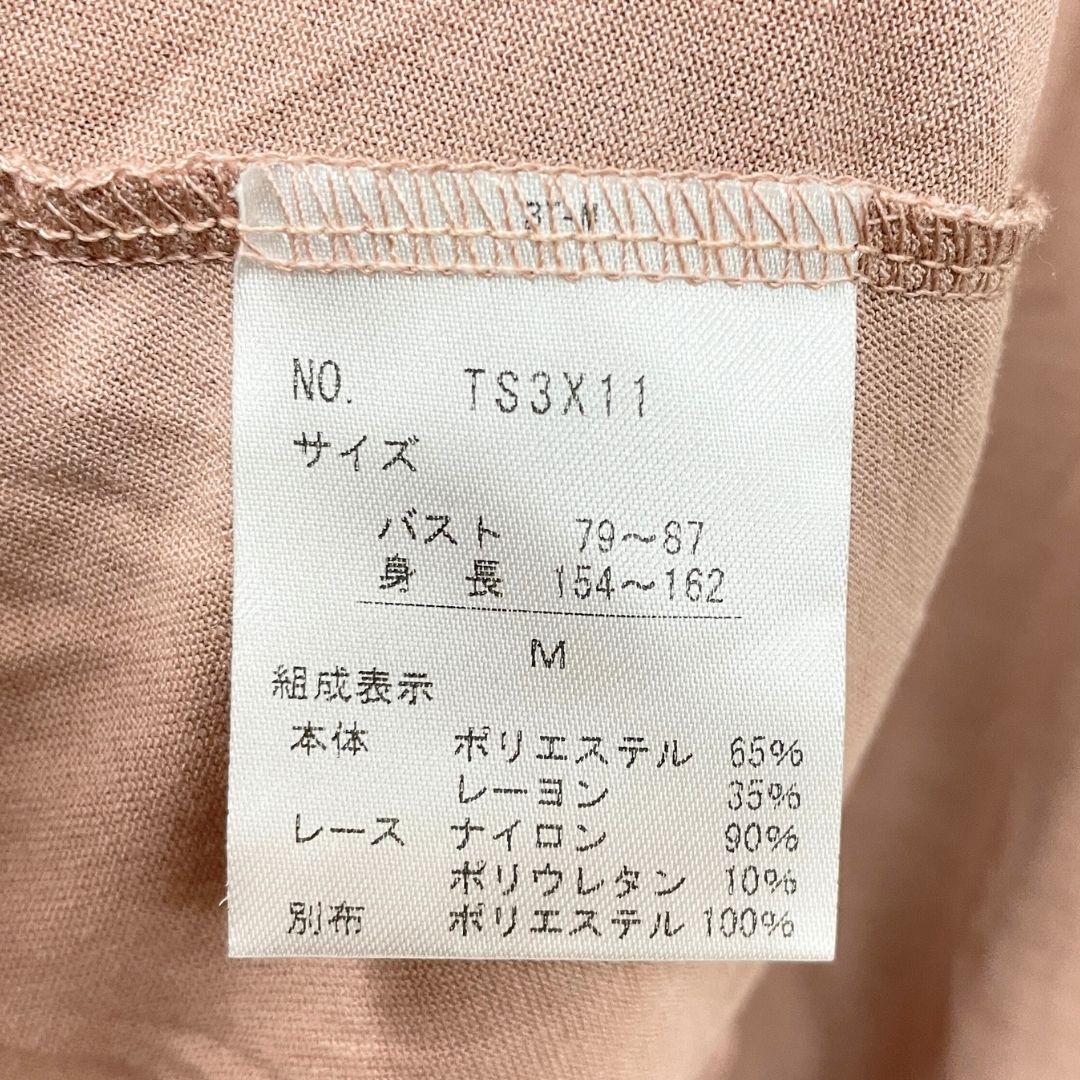 3T-M
NO. TS3X11
サイズ
バスト 79〜87
身 長 154〜162
M
組成表示
本体 ポリエステル 65%
レーヨン 35%
レース ナイロン 90%
ポリウレタン 10%
別布 ポリエステル 100%